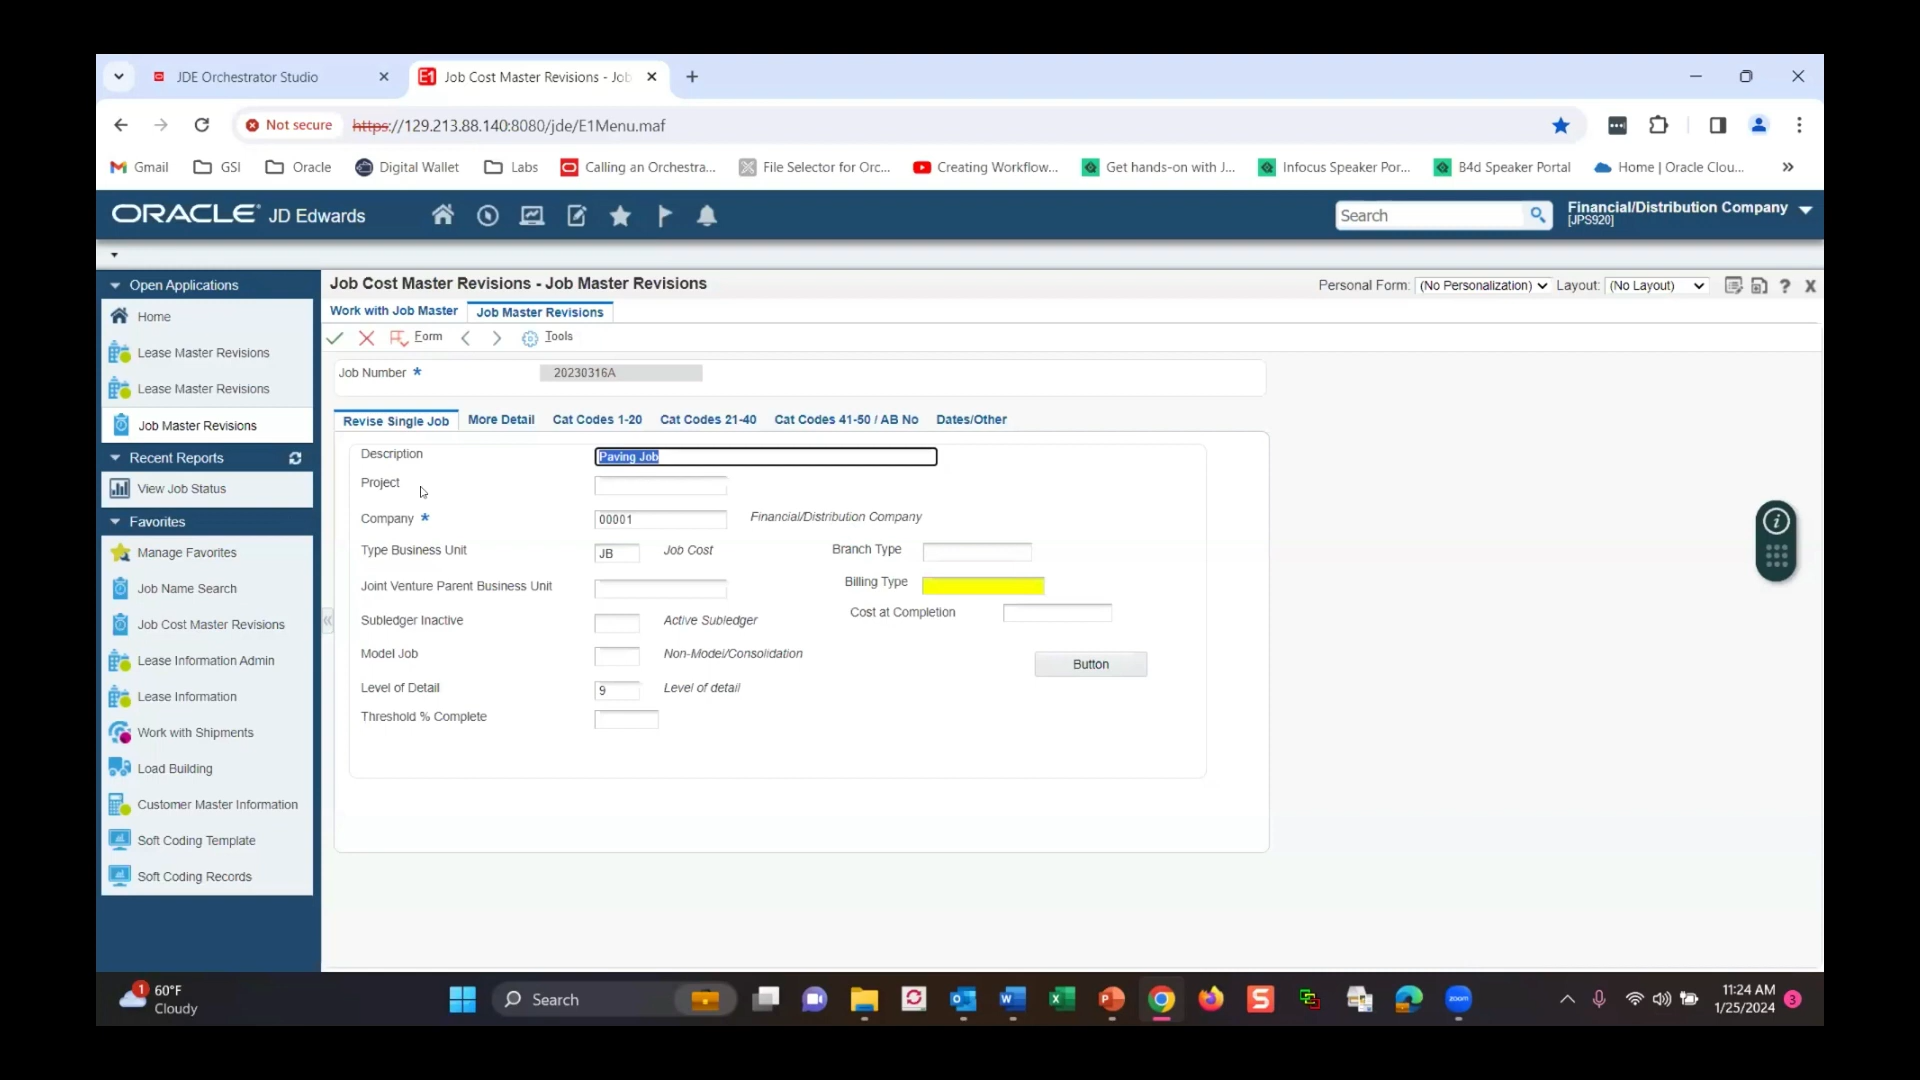 JDE Orchestrator Studio
E1 Job Cost Master Revisions - Job
Not secure https://129.213.88.140:8080/jde/E1Menu.maf
Gmail GSI Oracle Digital Wallet Labs Calling an Orchestra... File Selector for Orc... Creating Workflow... Get hands-on with J... Infocus Speaker Por... B4d Speaker Portal Home | Oracle Clou... »
ORACLE JD Edwards
Search
Financial/Distribution Company
[JPS920]
Open Applications
Home
Lease Master Revisions
Lease Master Revisions
Job Master Revisions
Recent Reports
View Job Status
Favorites
Manage Favorites
Job Name Search
Job Cost Master Revisions
Lease Information Admin
Lease Information
Work with Shipments
Load Building
Customer Master Information
Soft Coding Template
Soft Coding Records
Job Cost Master Revisions - Job Master Revisions
Personal Form: (No Personalization) Layout: (No Layout) ? X
Work with Job Master Job Master Revisions
Form Tools
Job Number * 20230316A
Revise Single Job More Detail Cat Codes 1-20 Cat Codes 21-40 Cat Codes 41-50 / AB No Dates/Other
Description Paving Job
Project
Company * 00001 Financial/Distribution Company
Type Business Unit JB Job Cost Branch Type
Joint Venture Parent Business Unit Billing Type
Subledger Inactive Active Subledger Cost at Completion
Model Job Non-Model/Consolidation
Button
Level of Detail 9 Level of detail
Threshold % Complete
1 60°F
Cloudy
Search
zoom
11:24 AM
1/25/2024
3